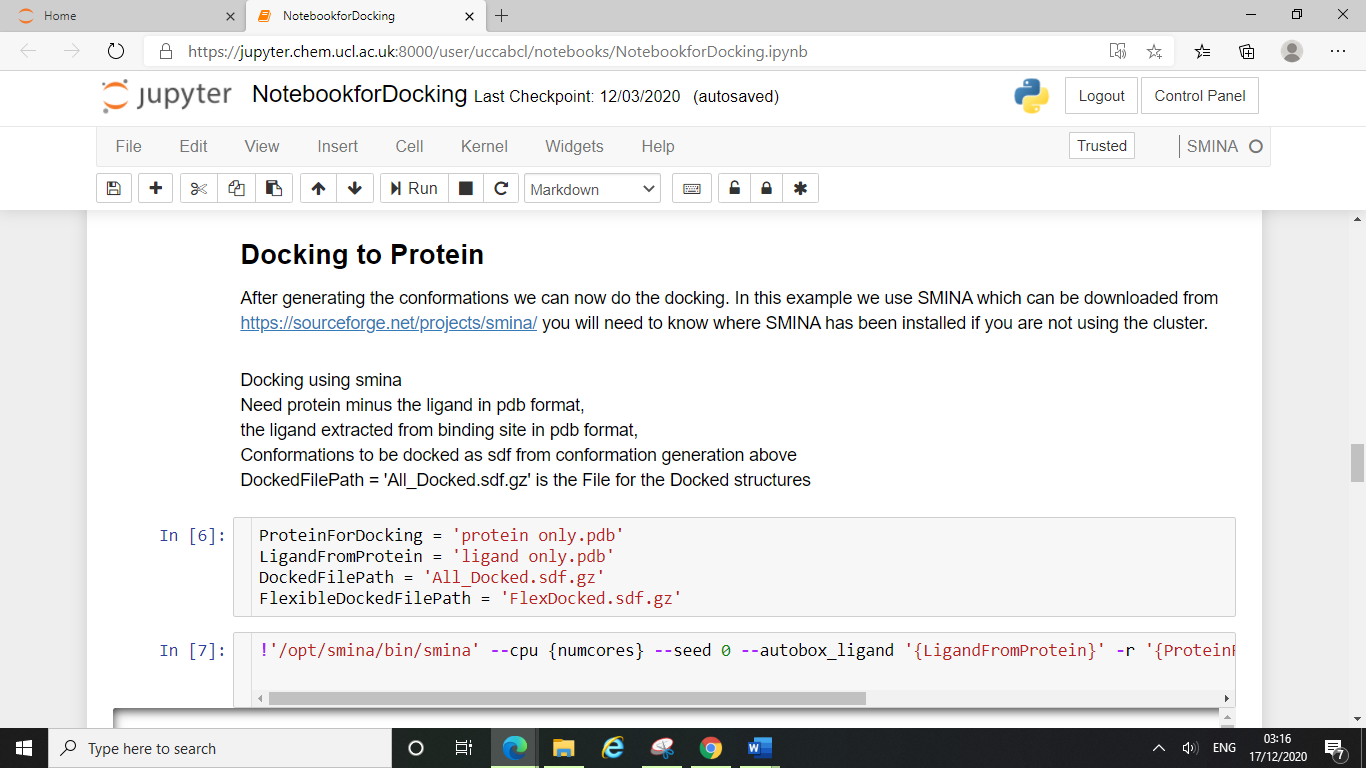 Home
NotebookforDocking
https://jupyter.chem.ucl.ac.uk:8000/user/uccabcl/notebooks/NotebookforDocking.ipynb
jupyter NotebookforDocking Last Checkpoint: 12/03/2020 (autosaved) Logout Control Panel
File Edit View Insert Cell Kernel Widgets Help Trusted SMINA
Run Markdown
Docking to Protein
After generating the conformations we can now do the docking. In this example we use SMINA which can be downloaded from
https://sourceforge.net/projects/smina/ you will need to know where SMINA has been installed if you are not using the cluster.
Docking using smina
Need protein minus the ligand in pdb format,
the ligand extracted from binding site in pdb format,
Conformations to be docked as sdf from conformation generation above
DockedFilePath = 'All_Docked.sdf.gz' is the File for the Docked structures
In [6]: ProteinForDocking = 'protein only.pdb'
LigandFromProtein = 'ligand only.pdb'
DockedFilePath = 'All_Docked.sdf.gz'
FlexibleDockedFilePath = 'FlexDocked.sdf.gz'
In [7]: !'/opt/smina/bin/smina' --cpu {numcores} --seed 0 --autobox_ligand '{LigandFromProtein}' -r '{Protein
Type here to search
ENG
03:16
17/12/2020
7